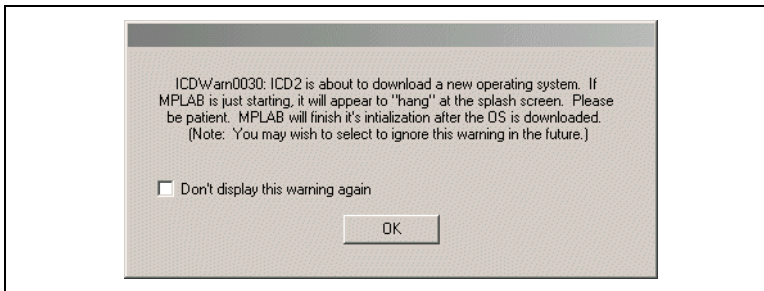 ICDWarn0030: ICD2 is about to download a new operating system. If
MPLAB is just starting, it will appear to "hang" at the splash screen. Please
be patient. MPLAB will finish it's intialization after the OS is downloaded.
(Note: You may wish to select to ignore this warning in the future.)
Don't display this warning again
OK